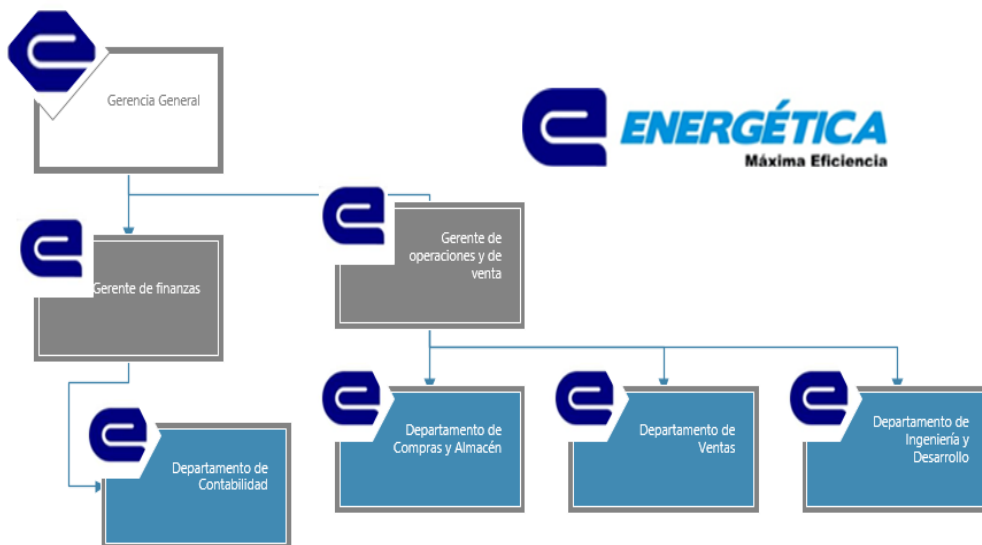 Gerencia General
ENERGÉTICA
Máxima Eficiencia
Gerente de finanzas
Gerente de
operaciones y de
venta
Departamento de
Contabilidad
Departamento de
Compras y Almacén
Departamento de
Ventas
Departamento de
Ingeniería y
Desarrollo